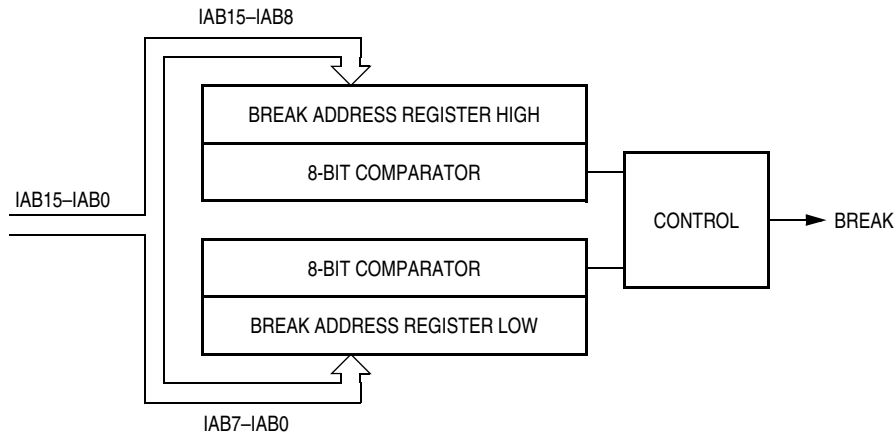 IAB15–IAB8
BREAK ADDRESS REGISTER HIGH
8-BIT COMPARATOR
IAB15–IAB0
CONTROL
BREAK
8-BIT COMPARATOR
BREAK ADDRESS REGISTER LOW
IAB7–IAB0